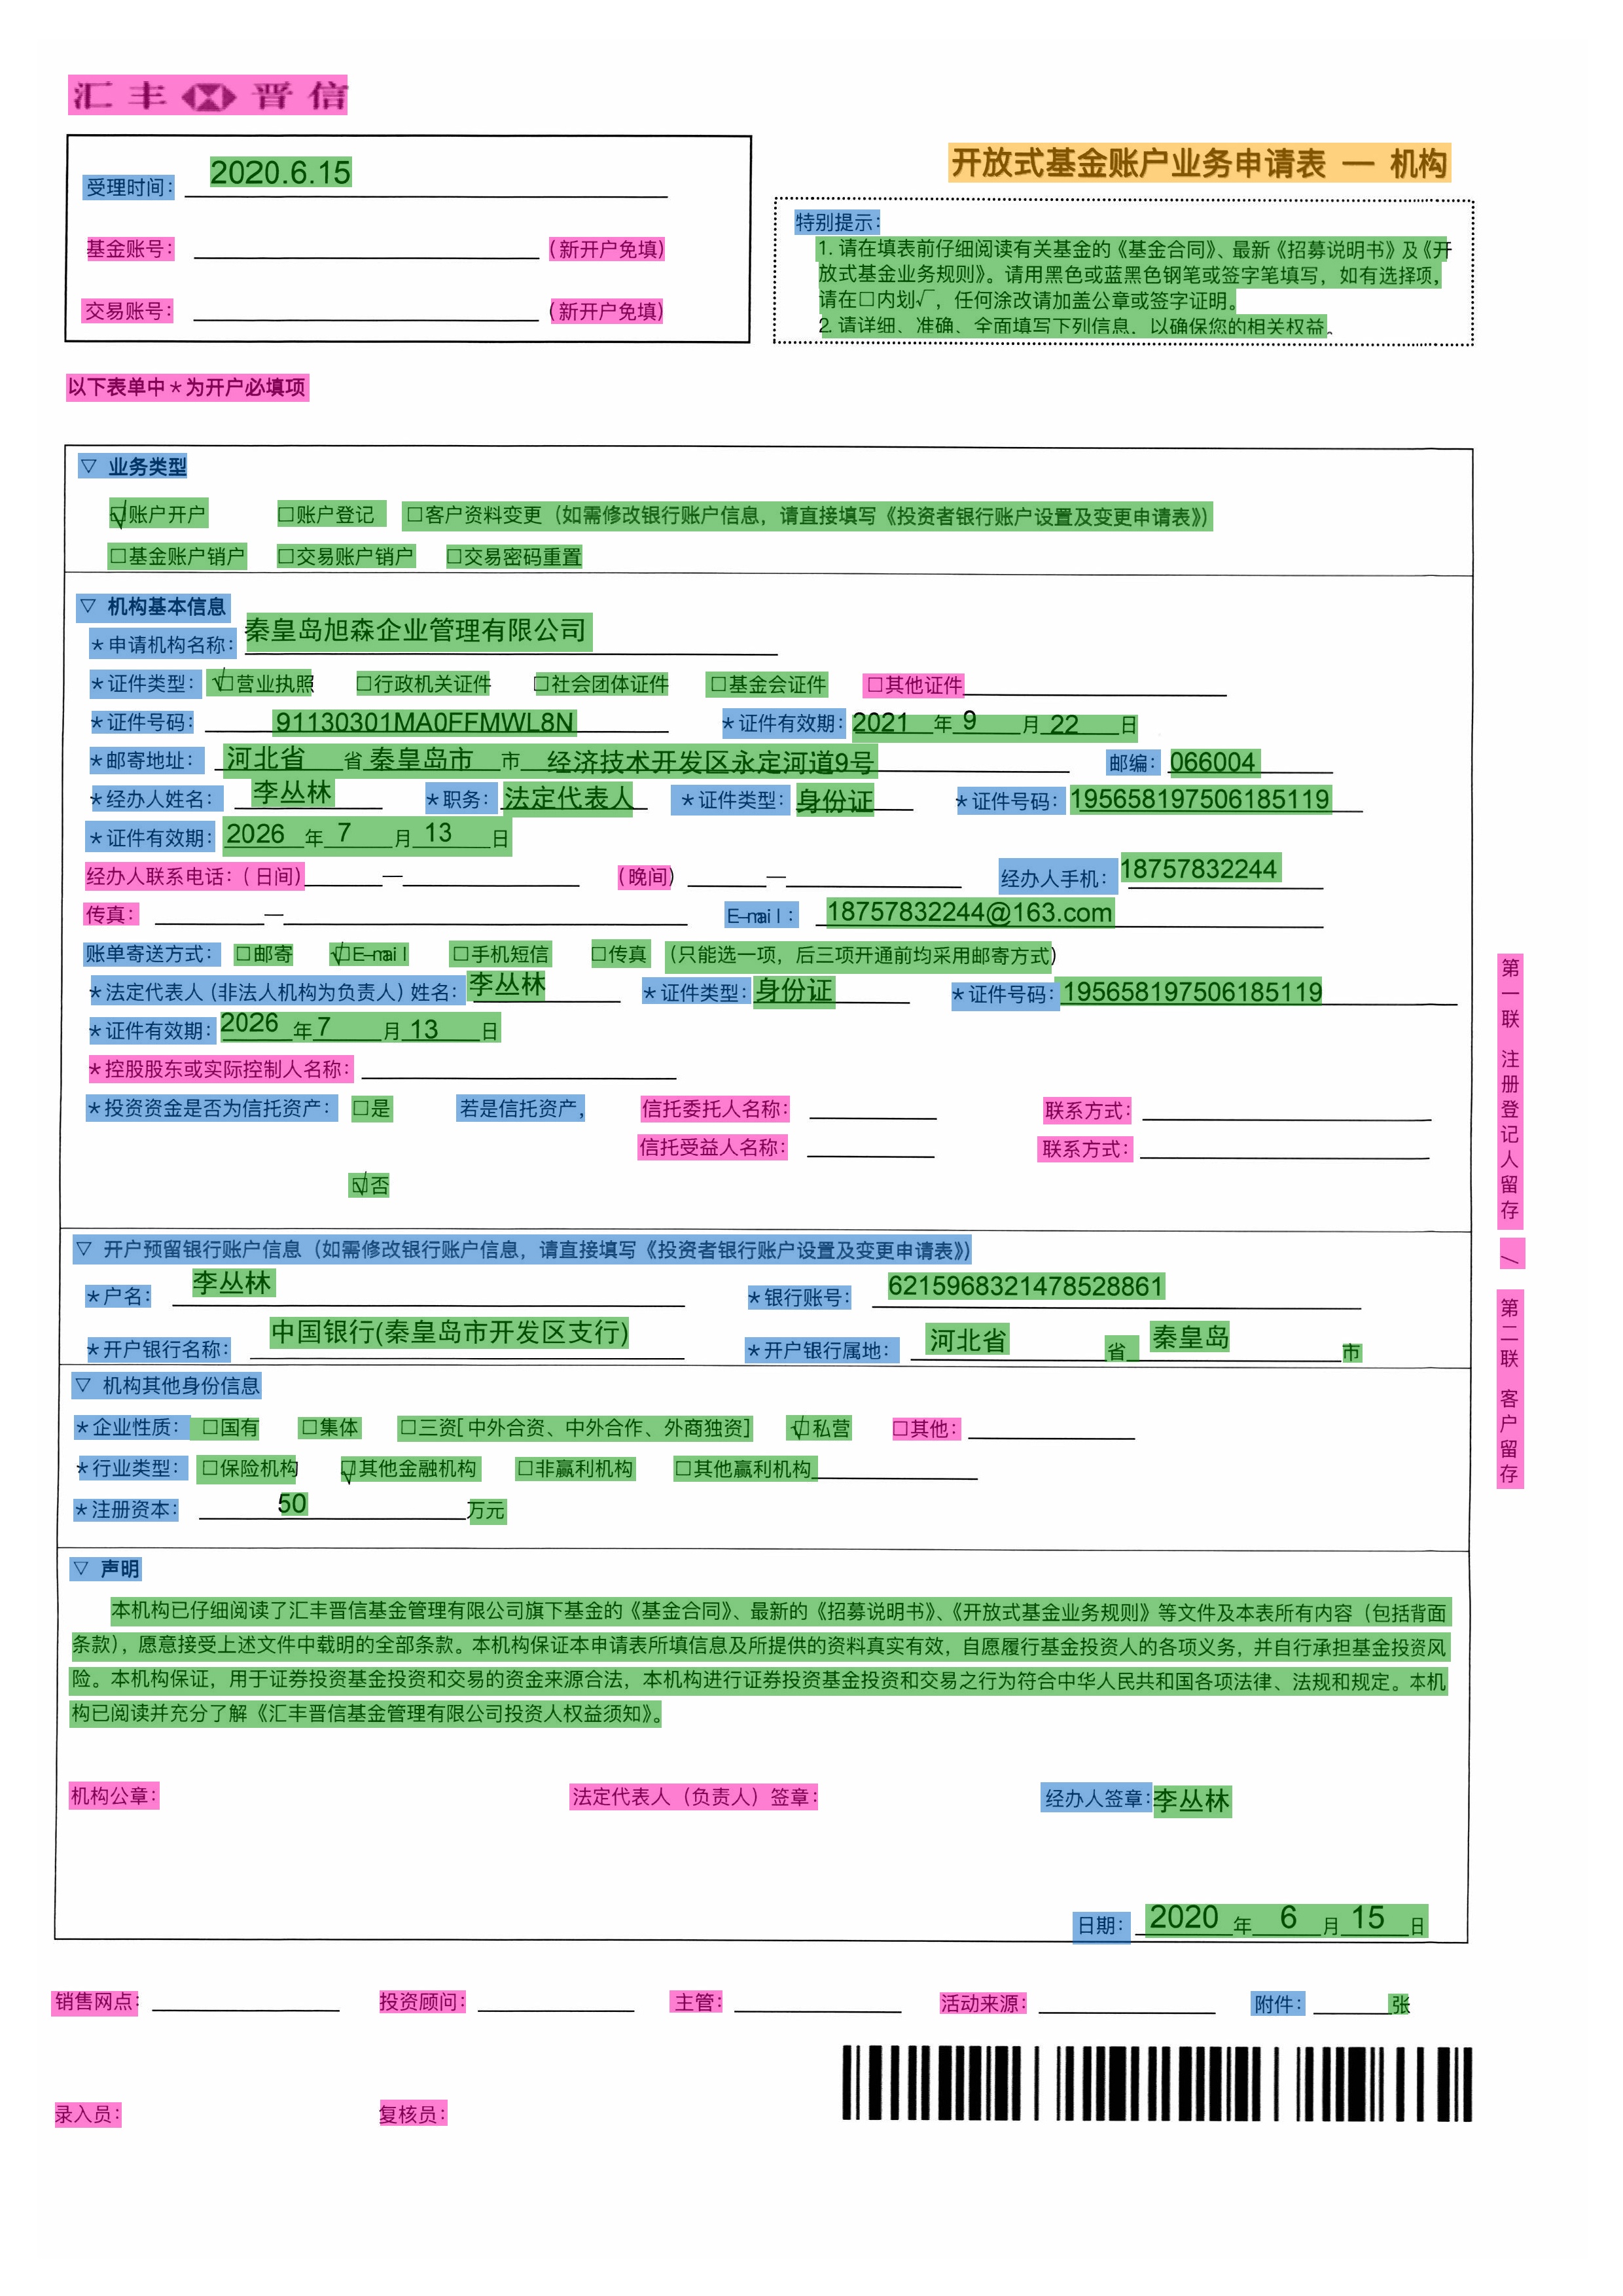 汇丰晋信
受理时间： 2020.6.15
基金账号： （新开户免填）
交易账号： （新开户免填）
开放式基金账户业务申请表 — 机构
特别提示：
1. 请在填表前仔细阅读有关基金的《基金合同》、最新《招募说明书》及《开
放式基金业务规则》。请用黑色或蓝黑色钢笔或签字笔填写，如有选择项，
请在□内划√，任何涂改请加盖公章或签字证明。
2. 请详细、准确、全面填写下列信息，以确保您的相关权益。
以下表单中＊为开户必填项
▽ 业务类型
☑账户开户 □账户登记 □客户资料变更（如需修改银行账户信息，请直接填写《投资者银行账户设置及变更申请表》）
□基金账户销户 □交易账户销户 □交易密码重置
▽ 机构基本信息
＊申请机构名称： 秦皇岛旭森企业管理有限公司
＊证件类型： ☑营业执照 □行政机关证件 □社会团体证件 □基金会证件 □其他证件
＊证件号码： 91130301MA0FFMWL8N ＊证件有效期： 2021 年 9 月 22 日
＊邮寄地址： 河北省 省 秦皇岛市 市 经济技术开发区永定河道9号 邮编： 066004
＊经办人姓名： 李丛林 ＊职务： 法定代表人 ＊证件类型： 身份证 ＊证件号码： 195658197506185119
＊证件有效期： 2026 年 7 月 13 日
经办人联系电话：（日间） — （晚间） — 经办人手机： 18757832244
传真： — E-mail： 18757832244@163.com
账单寄送方式： □邮寄 ☑E-mail □手机短信 □传真 （只能选一项，后三项开通前均采用邮寄方式）
＊法定代表人（非法人机构为负责人）姓名： 李丛林 ＊证件类型： 身份证 ＊证件号码： 195658197506185119
＊证件有效期： 2026 年 7 月 13 日
＊控股股东或实际控制人名称：
＊投资资金是否为信托资产： □是 若是信托资产， 信托委托人名称： 联系方式：
信托受益人名称： 联系方式：
☑否
▽ 开户预留银行账户信息（如需修改银行账户信息，请直接填写《投资者银行账户设置及变更申请表》）
＊户名： 李丛林 ＊银行账号： 6215968321478528861
＊开户银行名称： 中国银行(秦皇岛市开发区支行) ＊开户银行属地： 河北省 省 秦皇岛 市
▽ 机构其他身份信息
＊企业性质： □国有 □集体 □三资[中外合资、中外合作、外商独资] ☑私营 □其他：
＊行业类型： □保险机构 ☑其他金融机构 □非赢利机构 □其他赢利机构
＊注册资本： 50 万元
▽ 声明
本机构已仔细阅读了汇丰晋信基金管理有限公司旗下基金的《基金合同》、最新的《招募说明书》、《开放式基金业务规则》等文件及本表所有内容（包括背面
条款），愿意接受上述文件中载明的全部条款。本机构保证本申请表所填信息及所提供的资料真实有效，自愿履行基金投资人的各项义务，并自行承担基金投资风
险。本机构保证，用于证券投资基金投资和交易的资金来源合法，本机构进行证券投资基金投资和交易之行为符合中华人民共和国各项法律、法规和规定。本机
构已阅读并充分了解《汇丰晋信基金管理有限公司投资人权益须知》。
机构公章： 法定代表人（负责人）签章： 经办人签章： 李丛林
日期： 2020 年 6 月 15 日
销售网点： 投资顾问： 主管： 活动来源： 附件： 张
录入员： 复核员：
第一联 注册登记人留存 / 第二联 客户留存